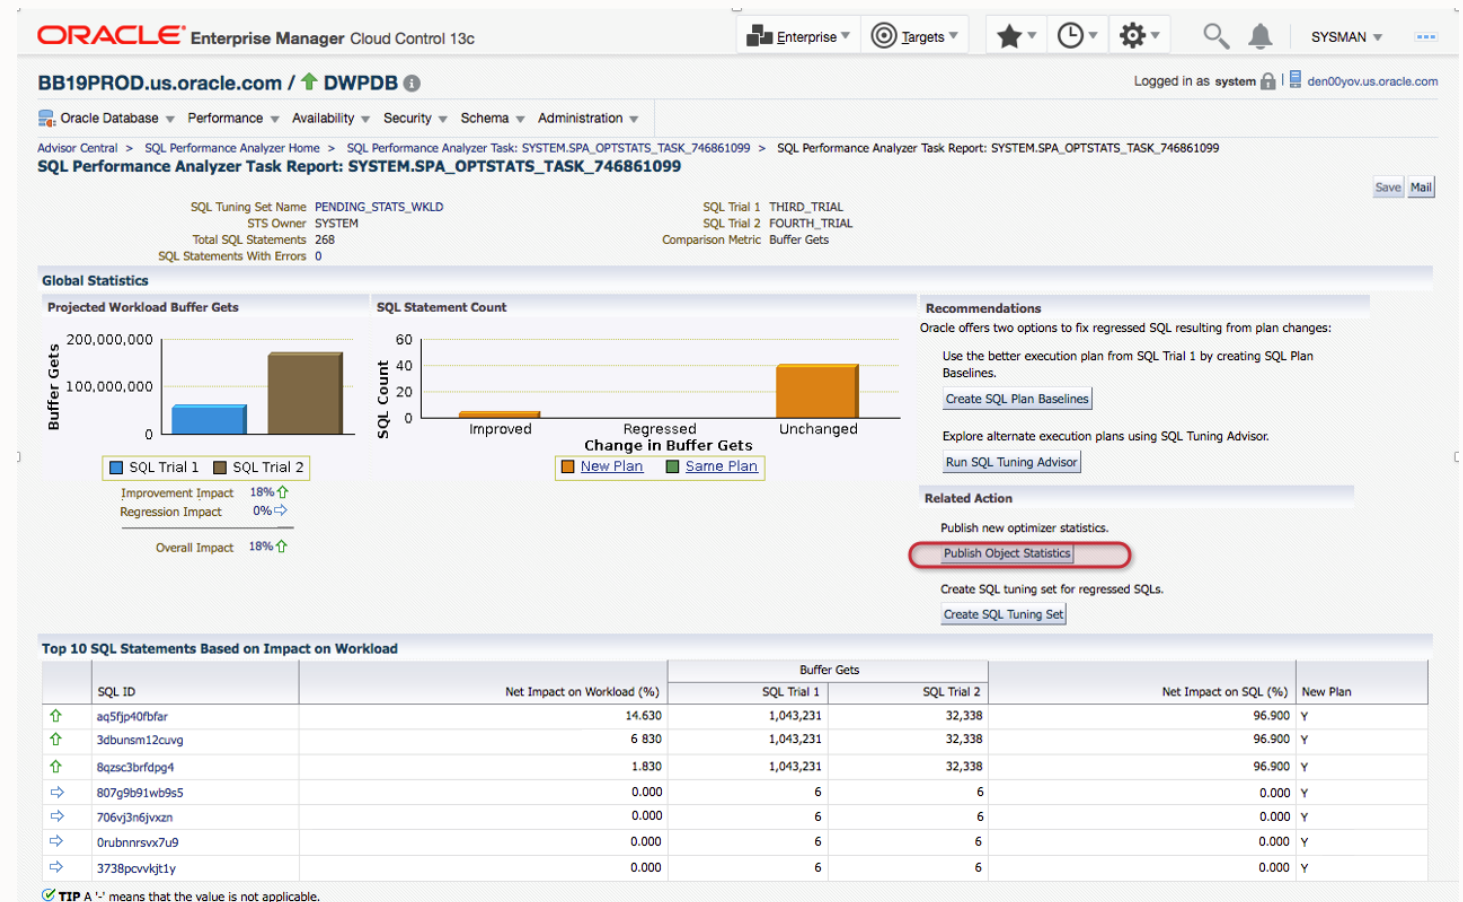 ORACLE® Enterprise Manager Cloud Control 13c Enterprise Targets SYSMAN
BB19PROD.us.oracle.com / DWPDB Logged in as system den00yov.us.oracle.com
Oracle Database Performance Availability Security Schema Administration
Advisor Central > SQL Performance Analyzer Home > SQL Performance Analyzer Task: SYSTEM.SPA_OPTSTATS_TASK_746861099 > SQL Performance Analyzer Task Report: SYSTEM.SPA_OPTSTATS_TASK_746861099
SQL Performance Analyzer Task Report: SYSTEM.SPA_OPTSTATS_TASK_746861099
Save Mail
SQL Tuning Set Name PENDING_STATS_WKLD SQL Trial 1 THIRD_TRIAL
STS Owner SYSTEM SQL Trial 2 FOURTH_TRIAL
Total SQL Statements 268 Comparison Metric Buffer Gets
SQL Statements With Errors 0
Global Statistics
Projected Workload Buffer Gets
Buffer Gets
200,000,000
100,000,000
0
SQL Trial 1 SQL Trial 2
Improvement Impact 18%
Regression Impact 0%
Overall Impact 18%
SQL Statement Count
SQL Count
60
40
20
0
Improved Regressed Unchanged
Change in Buffer Gets
New Plan Same Plan
Recommendations
Oracle offers two options to fix regressed SQL resulting from plan changes:
Use the better execution plan from SQL Trial 1 by creating SQL Plan
Baselines.
Create SQL Plan Baselines
Explore alternate execution plans using SQL Tuning Advisor.
Run SQL Tuning Advisor
Related Action
Publish new optimizer statistics.
Publish Object Statistics
Create SQL tuning set for regressed SQLs.
Create SQL Tuning Set
Top 10 SQL Statements Based on Impact on Workload
Buffer Gets
SQL ID Net Impact on Workload (%) SQL Trial 1 SQL Trial 2 Net Impact on SQL (%) New Plan
aq5fjp40fbfar 14.630 1,043,231 32,338 96.900 Y
3dbunsm12cuvg 6 830 1,043,231 32,338 96.900 Y
8qzsc3brfdpg4 1.830 1,043,231 32,338 96.900 Y
807g9b91wb9s5 0.000 6 6 0.000 Y
706vj3n6jvxzn 0.000 6 6 0.000 Y
0rubnnrsvx7u9 0.000 6 6 0.000 Y
3738pcvvkjt1y 0.000 6 6 0.000 Y
TIP A '-' means that the value is not applicable.